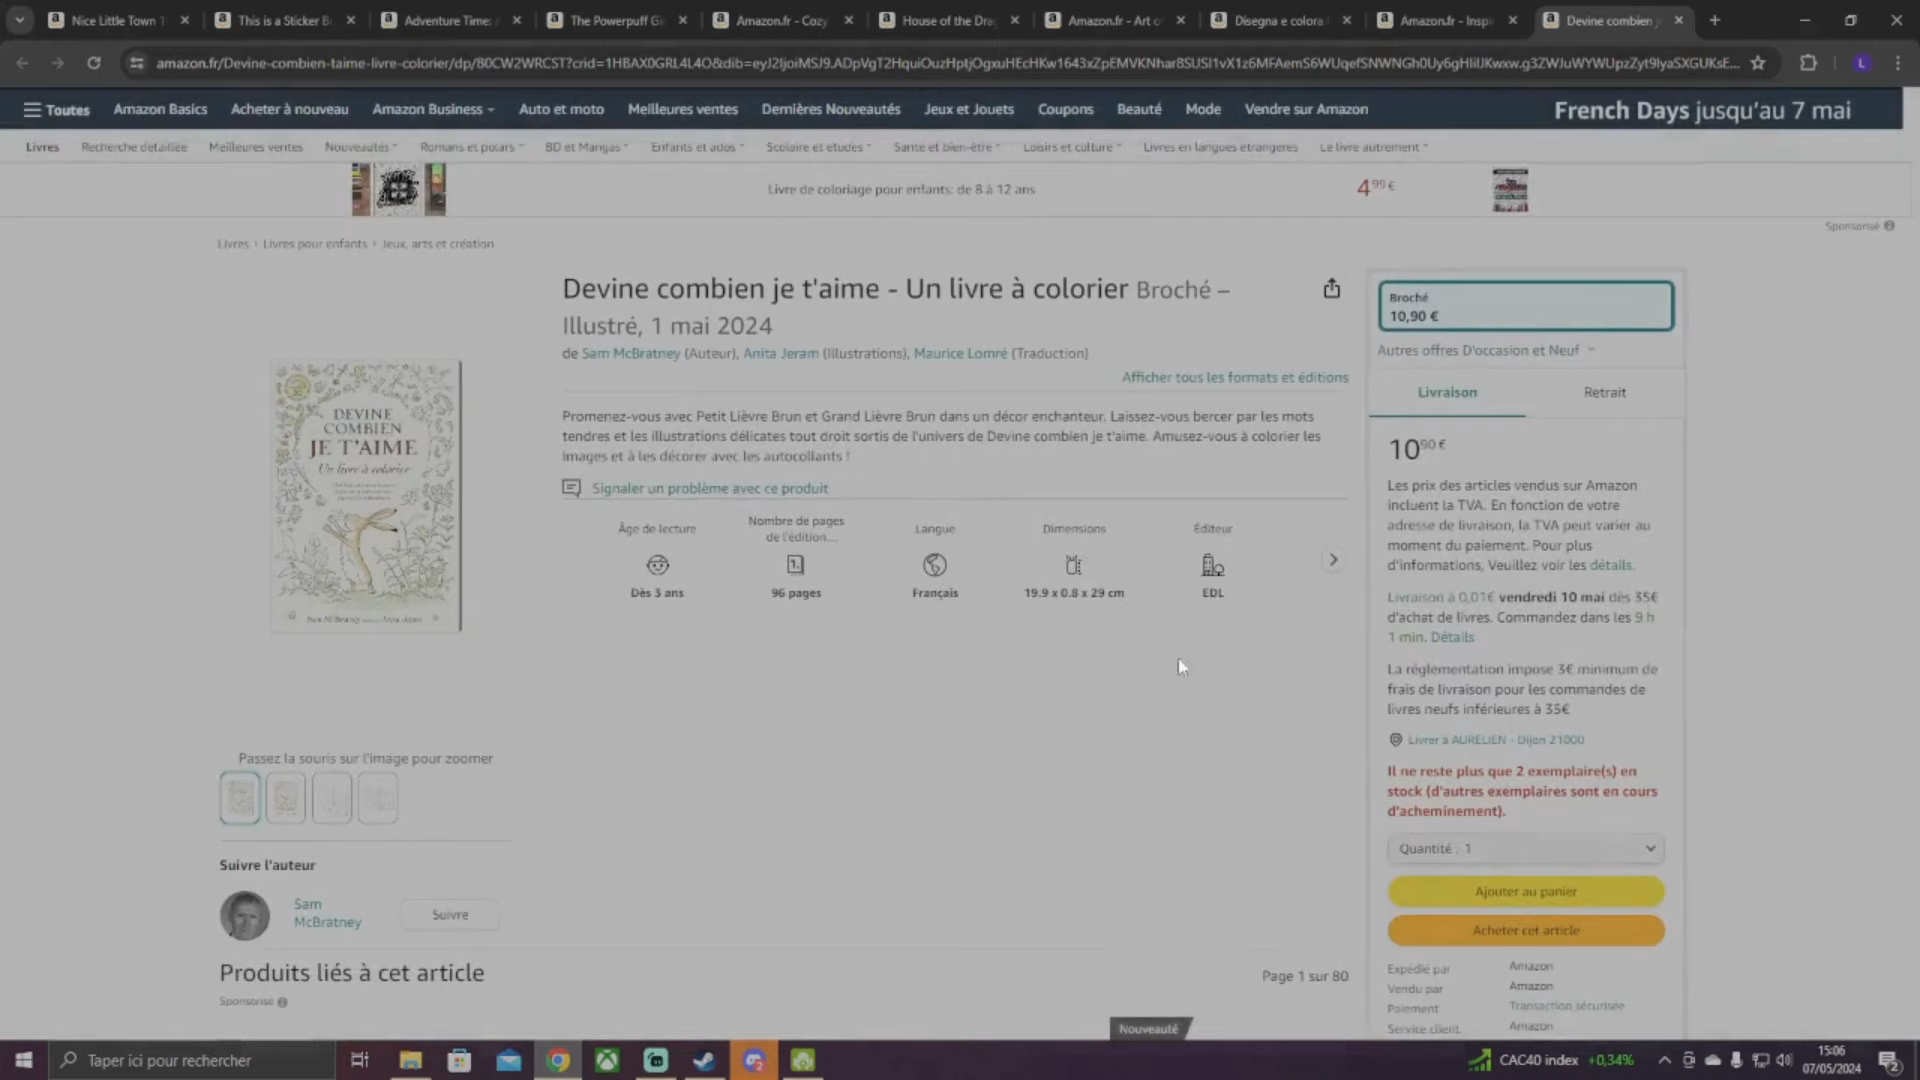 Nice Little Town 1
This is a Sticker B
Adventure Time:
The Powerpuff Gi
Amazon.fr - Cozy
House of the Dra
Amazon.fr - Art o
Disegna e colora
Amazon.fr - Inspi
Devine combien
amazon.fr/Devine-combien-taime-livre-colorier/dp/B0CW2WRCST?crid=1HBAX0GRL4L4O&dib=
Toutes
Amazon Basics
Acheter à nouveau
Amazon Business
Auto et moto
Meilleures ventes
Dernières Nouveautés
Jeux et Jouets
Coupons
Beauté
Mode
Vendre sur Amazon
French Days jusqu'au 7 mai
Livres
Recherche détaillée
Meilleures ventes
Nouveautés
Romans et polars
BD et Mangas
Enfants et ados
Scolaire et études
Santé et bien-être
Loisirs et culture
Livres en langues étrangères
Le livre autrement
Livre de coloriage pour enfants: de 8 à 12 ans
4,99 €
Sponsorisé
Livres › Livres pour enfants › Jeux, arts et création
Devine combien je t'aime - Un livre à colorier Broché –
Illustré, 1 mai 2024
de Sam McBratney (Auteur), Anita Jeram (Illustrations), Maurice Lomré (Traduction)
Afficher tous les formats et éditions
Promenez-vous avec Petit Lièvre Brun et Grand Lièvre Brun dans un décor enchanteur. Laissez-vous bercer par les mots
tendres et les illustrations délicates tout droit sortis de l'univers de Devine combien je t'aime. Amusez-vous à colorier les
images et à les décorer avec les autocollants !
Signaler un problème avec ce produit
Âge de lecture
Dès 3 ans
Nombre de pages
de l'édition...
96 pages
Langue
Français
Dimensions
19.9 x 0.8 x 29 cm
Éditeur
EDL
DEVINE
COMBIEN
JE T'AIME
Un livre à colorier
Sam McBratney
Anita Jeram
Passez la souris sur l'image pour zoomer
Suivre l'auteur
Sam
McBratney
Suivre
Produits liés à cet article
Sponsorisé
Page 1 sur 80
Nouveauté
Broché
10,90 €
Autres offres D'occasion et Neuf
Livraison
Retrait
10,90 €
Les prix des articles vendus sur Amazon
incluent la TVA. En fonction de votre
adresse de livraison, la TVA peut varier au
moment du paiement. Pour plus
d'informations, Veuillez voir les détails.
Livraison à 0,01€ vendredi 10 mai dès 35€
d'achat de livres. Commandez dans les 9 h
1 min. Détails
La réglementation impose 3€ minimum de
frais de livraison pour les commandes de
livres neufs inférieures à 35€
Livrer à AURELIEN - Dijon 21000
Il ne reste plus que 2 exemplaire(s) en
stock (d'autres exemplaires sont en cours
d'acheminement).
Quantité : 1
Ajouter au panier
Acheter cet article
Expédié par Amazon
Vendu par Amazon
Paiement Transaction sécurisée
Service client Amazon
Taper ici pour rechercher
CAC40 index +0,34%
15:06
07/05/2024
2